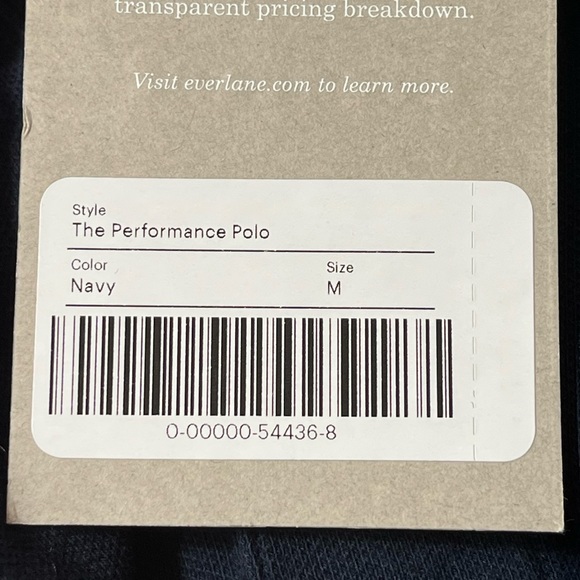 transparent pricing breakdown.
Visit everlane.com to learn more.
Style
The Performance Polo
Color Size
Navy M
0-00000-54436-8